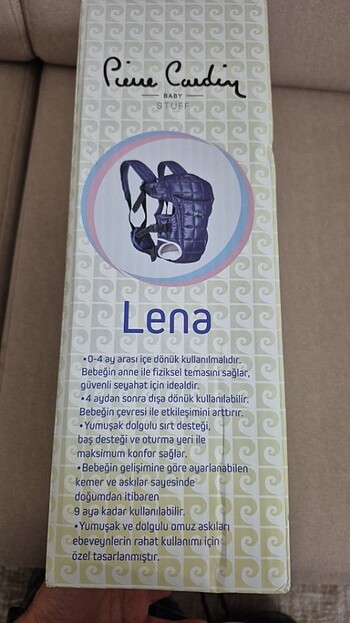 Pierre Cardin
BABY
STUFF
Lena
•0-4 ay arası içe dönük kullanılmalıdır.
Bebeğin anne ile fiziksel temasını sağlar,
güvenli seyahat için idealdir.
•4 aydan sonra dışa dönük kullanılabilir.
Bebeğin çevresi ile etkileşimini arttırır.
•Yumuşak dolgulu sırt desteği,
baş desteği ve oturma yeri ile
maksimum konfor sağlar.
•Bebeğin gelişimine göre ayarlanabilen
kemer ve askılar sayesinde
doğumdan itibaren
9 aya kadar kullanılabilir.
•Yumuşak ve dolgulu omuz askıları
ebeveynlerin rahat kullanımı için
özel tasarlanmıştır.